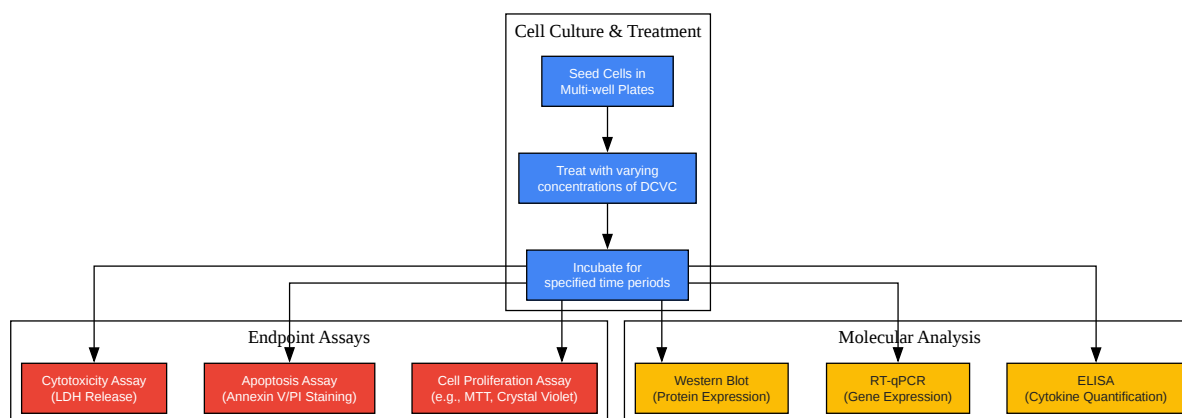 Cell Culture & Treatment
Seed Cells in
Multi-well Plates
Treat with varying
concentrations of DCVC
Incubate for
specified time periods
Endpoint Assays
Cytotoxicity Assay
(LDH Release)
Apoptosis Assay
(Annexin V/PI Staining)
Cell Proliferation Assay
(e.g., MTT, Crystal Violet)
Molecular Analysis
Western Blot
(Protein Expression)
RT-qPCR
(Gene Expression)
ELISA
(Cytokine Quantification)